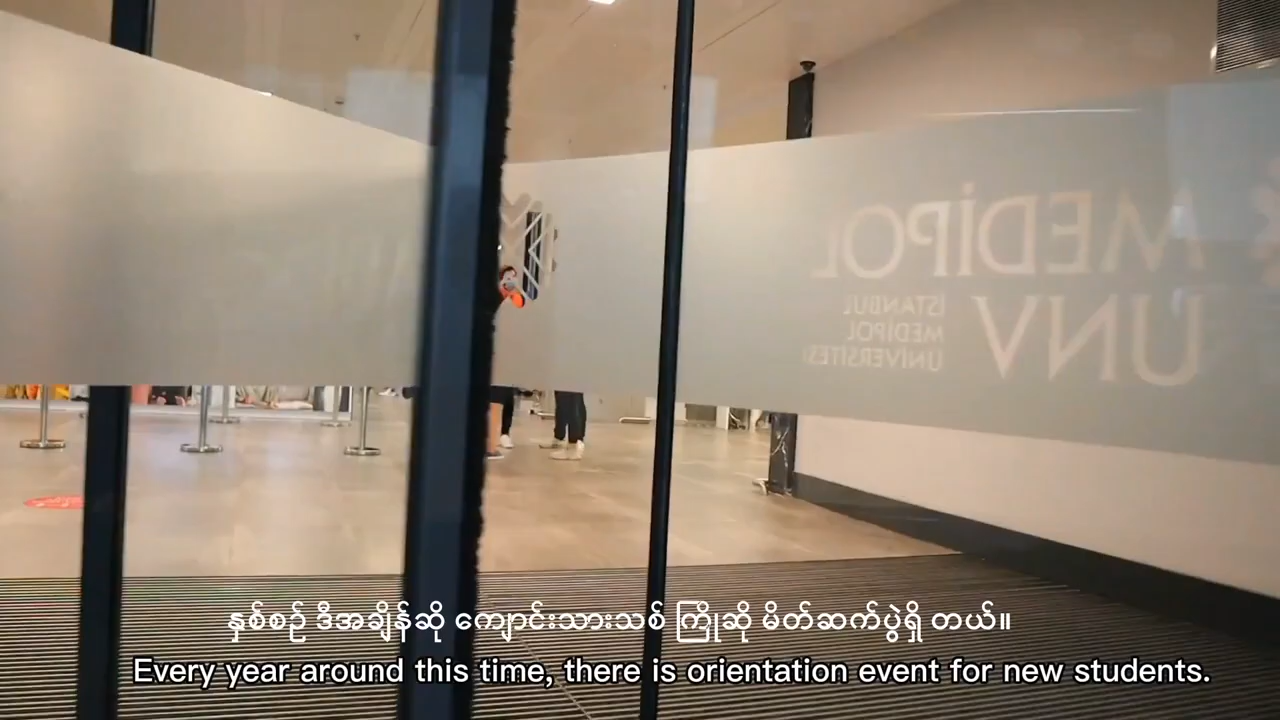 MEDİPOL
UNV
İSTANBUL
MEDİPOL
ÜNİVERSİTESİ
နှစ်စဉ် ဒီအချိန်ဆို ကျောင်းသားသစ် ကြိုဆို မိတ်ဆက်ပွဲရှိ တယ်။
Every year around this time, there is orientation event for new students.